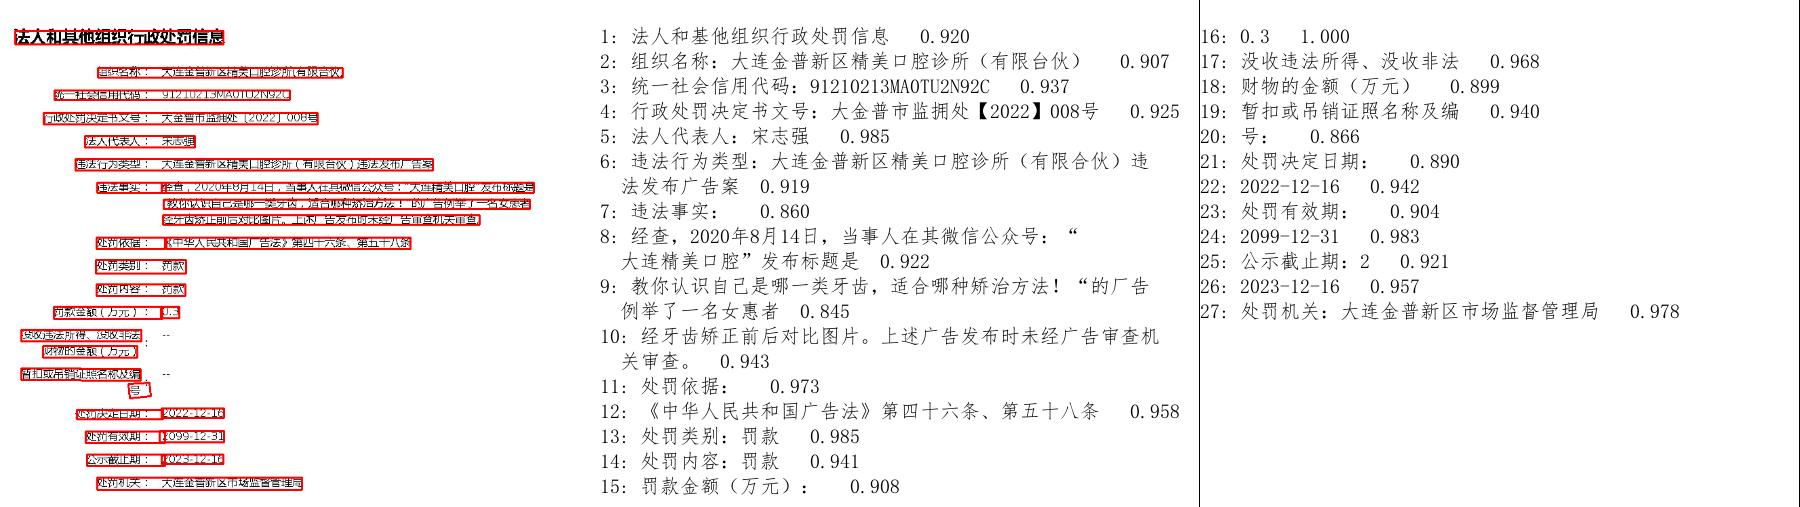 法人和其他组织行政处罚信息
组织名称： 大连金普新区精美口腔诊所(有限合伙)
统一社会信用代码： 91210213MA0TU2N92C
行政处罚决定书文号： 大金普市监拥处〔2022〕008号
法人代表人： 宋志强
违法行为类型： 大连金普新区精美口腔诊所（有限合伙）违法发布广告案
违法事实： 经查，2020年8月14日，当事人在其微信公众号：“大连精美口腔”发布标题是
“教你认识自己是哪一类牙齿，适合哪种矫治方法！”的广告例举了一名女患者
经牙齿矫正前后对比图片。上述广告发布时未经广告审查机关审查。
处罚依据： 《中华人民共和国广告法》第四十六条、第五十八条
处罚类别： 罚款
处罚内容： 罚款
罚款金额（万元）： 0.3
没收违法所得、没收非法
财物的金额（万元）： --
暂扣或吊销证照名称及编
号： --
处罚决定日期： 2022-12-16
处罚有效期： 2099-12-31
公示截止期： 2023-12-16
处罚机关： 大连金普新区市场监督管理局
1: 法人和基他组织行政处罚信息 0.920
2: 组织名称：大连金普新区精美口腔诊所（有限台伙） 0.907
3: 统一社会信用代码：91210213MA0TU2N92C 0.937
4: 行政处罚决定书文号：大金普市监拥处【2022】008号 0.925
5: 法人代表人：宋志强 0.985
6: 违法行为类型：大连金普新区精美口腔诊所（有限合伙）违
法发布广告案 0.919
7: 违法事实： 0.860
8: 经查，2020年8月14日，当事人在其微信公众号：“
大连精美口腔”发布标题是 0.922
9: 教你认识自己是哪一类牙齿，适合哪种矫治方法！“的厂告
例举了一名女惠者 0.845
10: 经牙齿矫正前后对比图片。上述广告发布时未经广告审查机
关审查。 0.943
11: 处罚依据： 0.973
12: 《中华人民共和国广告法》第四十六条、第五十八条 0.958
13: 处罚类别：罚款 0.985
14: 处罚内容：罚款 0.941
15: 罚款金额（万元）： 0.908
16: 0.3 1.000
17: 没收违法所得、没收非法 0.968
18: 财物的金额（万元） 0.899
19: 暂扣或吊销证照名称及编 0.940
20: 号： 0.866
21: 处罚决定日期： 0.890
22: 2022-12-16 0.942
23: 处罚有效期： 0.904
24: 2099-12-31 0.983
25: 公示截止期：2 0.921
26: 2023-12-16 0.957
27: 处罚机关：大连金普新区市场监督管理局 0.978